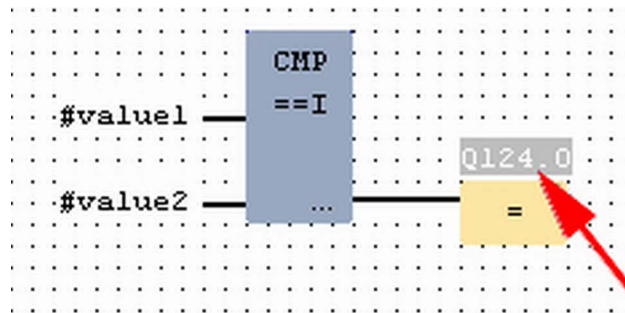 CMP
==I
#value1
#value2
...
Q124.0
=